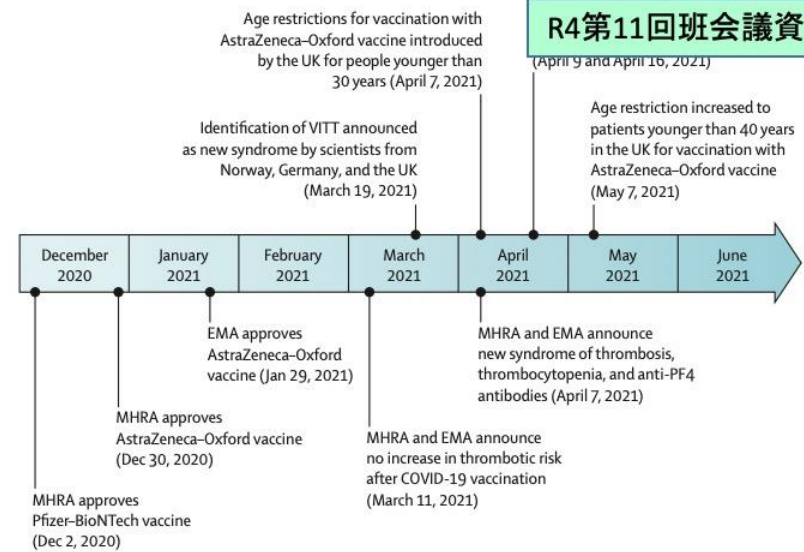 Age restrictions for vaccination with
AstraZeneca–Oxford vaccine introduced
by the UK for people younger than
30 years (April 7, 2021)
R4第11回班会議資
(April 9 and April 16, 2021)
Identification of VITT announced
as new syndrome by scientists from
Norway, Germany, and the UK
(March 19, 2021)
Age restriction increased to
patients younger than 40 years
in the UK for vaccination with
AstraZeneca–Oxford vaccine
(May 7, 2021)
December
2020
January
2021
February
2021
March
2021
April
2021
May
2021
June
2021
EMA approves
AstraZeneca–Oxford
vaccine (Jan 29, 2021)
MHRA and EMA announce
new syndrome of thrombosis,
thrombocytopenia, and anti-PF4
antibodies (April 7, 2021)
MHRA approves
AstraZeneca–Oxford vaccine
(Dec 30, 2020)
MHRA and EMA announce
no increase in thrombotic risk
after COVID-19 vaccination
(March 11, 2021)
MHRA approves
Pfizer–BioNTech vaccine
(Dec 2, 2020)